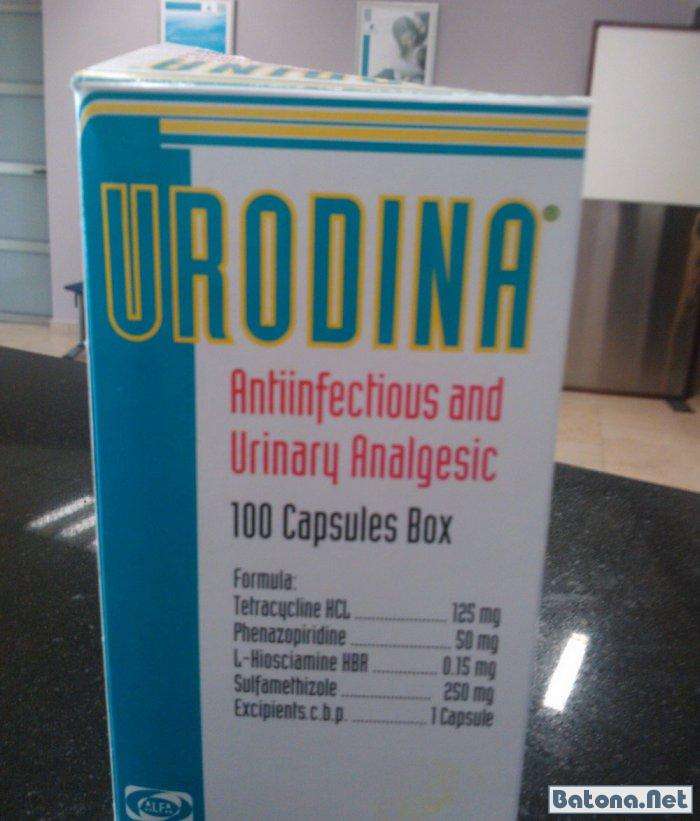 URODINA®
Antiinfectious and
Urinary Analgesic
100 Capsules Box
Formula:
Tetracycline HCL ........................ 125 mg
Phenazopiridine ........................ 50 mg
L-Hiosciamine HBR ................ 0.15 mg
Sulfamethizole ....................... 250 mg
Excipients c.b.p. .................. 1 Capsule
ALFA
Batona.Net